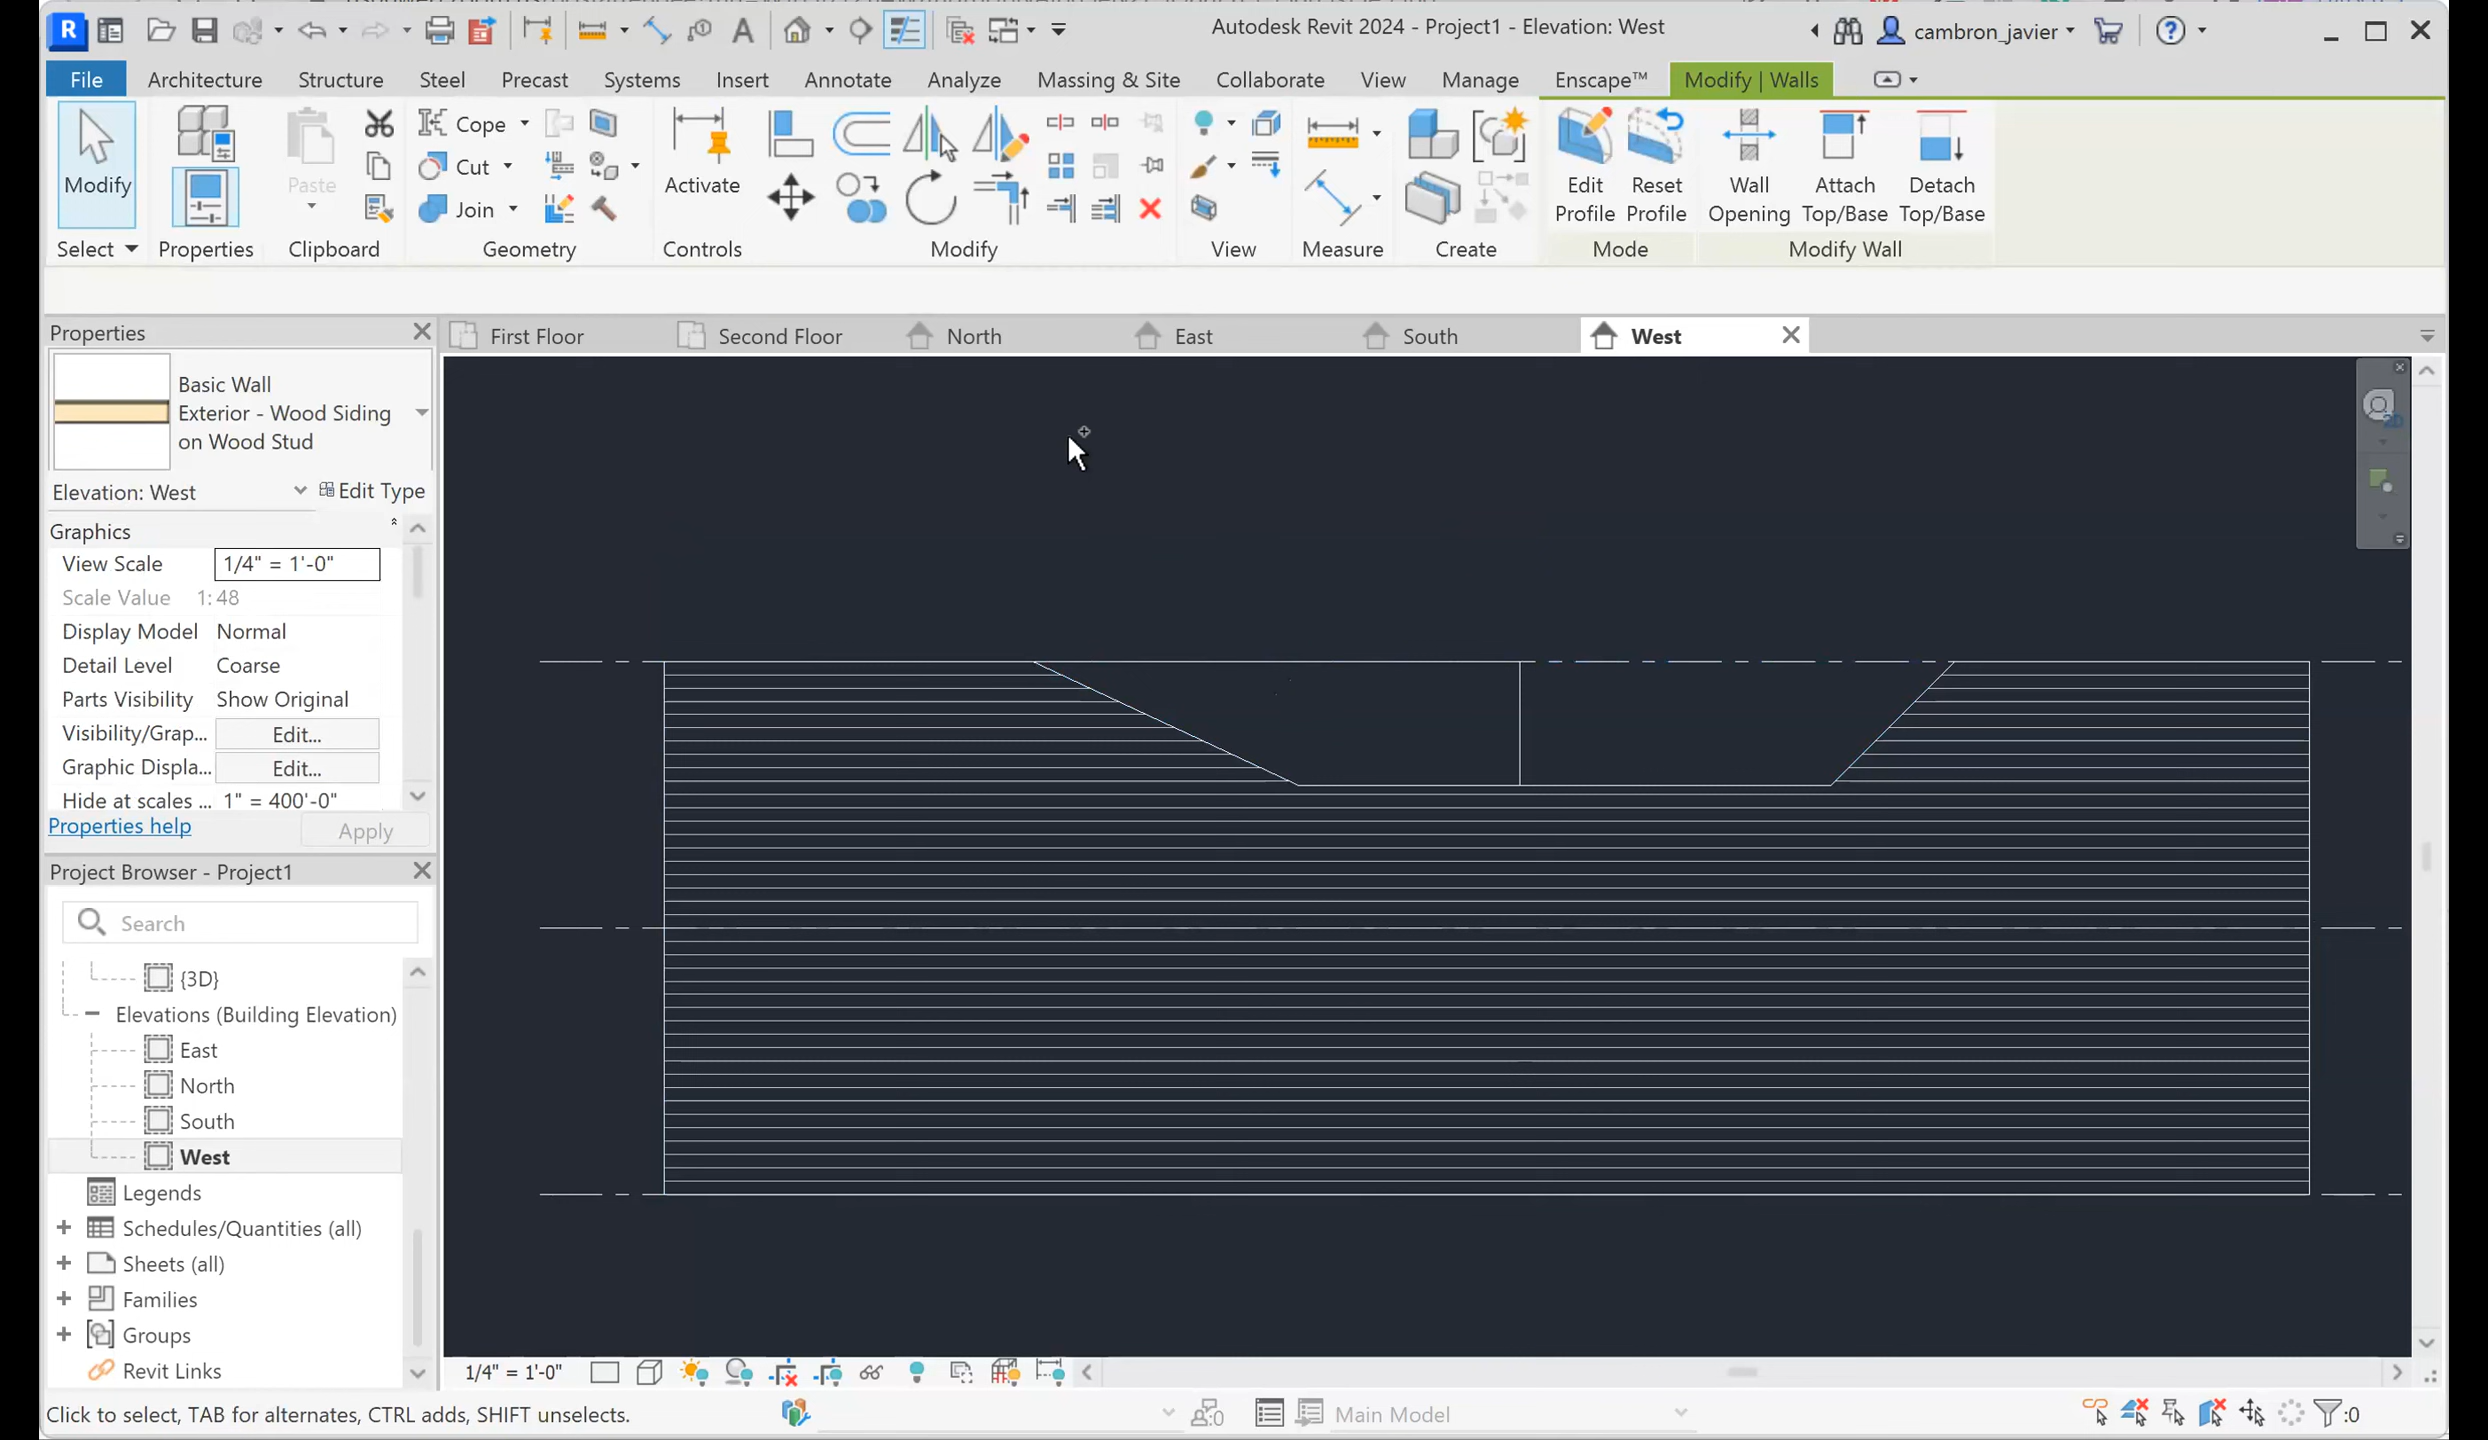 R
A
Autodesk Revit 2024 - Project1 - Elevation: West
cambron_javier
?
File
Architecture
Structure
Steel
Precast
Systems
Insert
Annotate
Analyze
Massing & Site
Collaborate
View
Manage
Enscape™
Modify | Walls
Modify
Paste
Cope
Cut
Join
Activate
Edit Profile
Reset Profile
Wall Opening
Attach Top/Base
Detach Top/Base
Select
Properties
Clipboard
Geometry
Controls
Modify
View
Measure
Create
Mode
Modify Wall
Properties
First Floor
Second Floor
North
East
South
West
Basic Wall
Exterior - Wood Siding
on Wood Stud
Elevation: West
Edit Type
Graphics
View Scale 1/4" = 1'-0"
Scale Value 1: 48
Display Model Normal
Detail Level Coarse
Parts Visibility Show Original
Visibility/Grap... Edit...
Graphic Displa... Edit...
Hide at scales ... 1" = 400'-0"
Properties help
Apply
2D
Project Browser - Project1
Search
{3D}
Elevations (Building Elevation)
East
North
South
West
Legends
Schedules/Quantities (all)
Sheets (all)
Families
Groups
Revit Links
1/4" = 1'-0"
Click to select, TAB for alternates, CTRL adds, SHIFT unselects.
:0
Main Model
:0